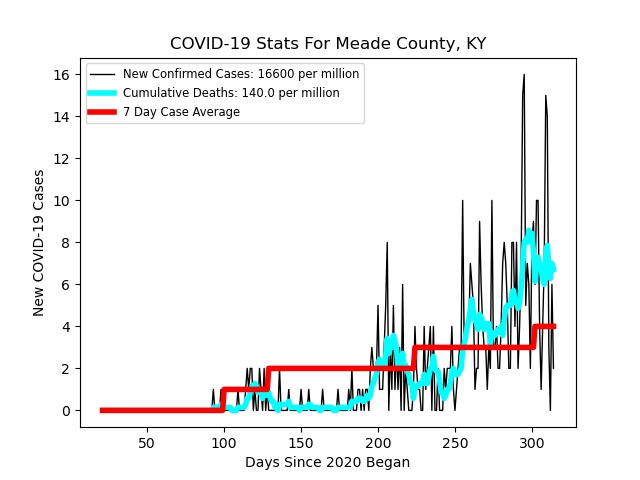 COVID-19 Stats For Meade County, KY
New Confirmed Cases: 16600 per million
Cumulative Deaths: 140.0 per million
7 Day Case Average
16
14
12
10
8
6
4
2
0
New COVID-19 Cases
50 100 150 200 250 300
Days Since 2020 Began